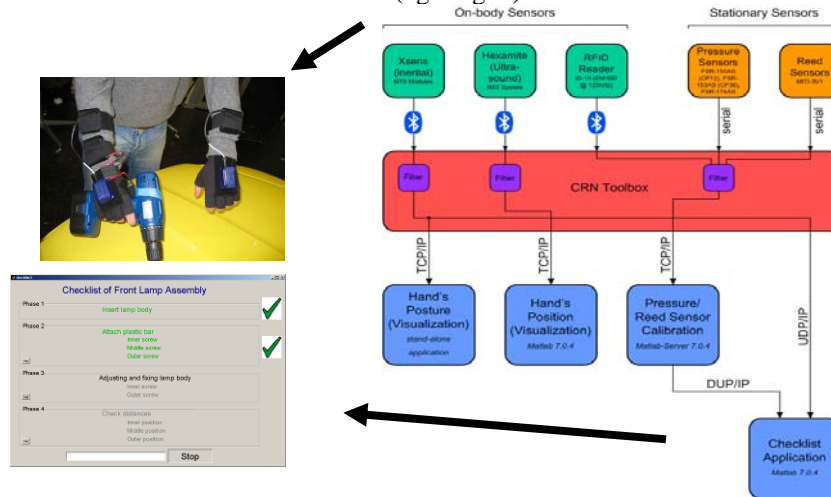 On-body Sensors
Stationary Sensors
Xsens
(inertial)
MT9 Modules
Hexamite
(Ultra-
sound)
RFID
Reader
Pressure
Sensors
Reed
Sensors
serial
serial
Filter
Filter
Filter
CRN Toolbox
TCP/IP
TCP/IP
TCP/IP
UDP/IP
Hand's
Posture
(Visualization)
stand-alone
application
Hand's
Position
(Visualization)
Matlab 7.0.4
Pressure/
Reed Sensor
Calibration
Matlab-Server 7.0.4
DUP/IP
Checklist
Application
Matlab 7.0.4
Checklist of Front Lamp Assembly
Phase 1
Insert lamp body
Phase 2
Attach plastic bar
Inner screw
Middle screw
Outer screw
Phase 3
Adjusting and fixing lamp body
Inner screw
Outer screw
Phase 4
Check distances
Inner position
Middle position
Outer position
Stop